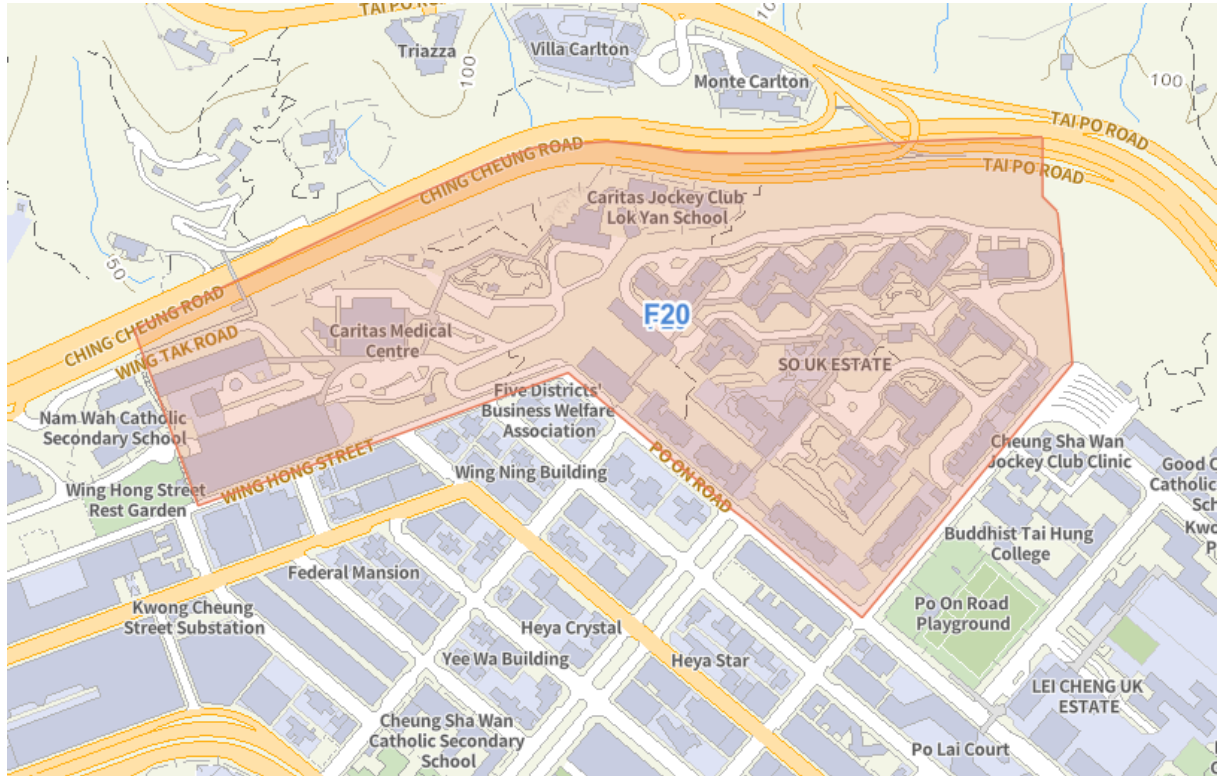 TAI PO ROAD
100
10
Triazza
Villa Carlton
Monte Carlton
100
TAI PO ROAD
TAI PO ROAD
CHING CHEUNG ROAD
Caritas Jockey Club
Lok Yan School
50
CHING CHEUNG ROAD
WING TAK ROAD
Caritas Medical
Centre
F20
SO UK ESTATE
Nam Wah Catholic
Secondary School
Five Districts'
Business Welfare
Association
WING HONG STREET
Wing Ning Building
PO ON ROAD
Cheung Sha Wan
Jockey Club Clinic
Wing Hong Street
Rest Garden
Good C
Catholic
Sch
Kwo
P
Buddhist Tai Hung
College
Federal Mansion
Kwong Cheung
Street Substation
Heya Crystal
Po On Road
Playground
Yee Wa Building
Heya Star
LEI CHENG UK
ESTATE
Cheung Sha Wan
Catholic Secondary
School
Po Lai Court